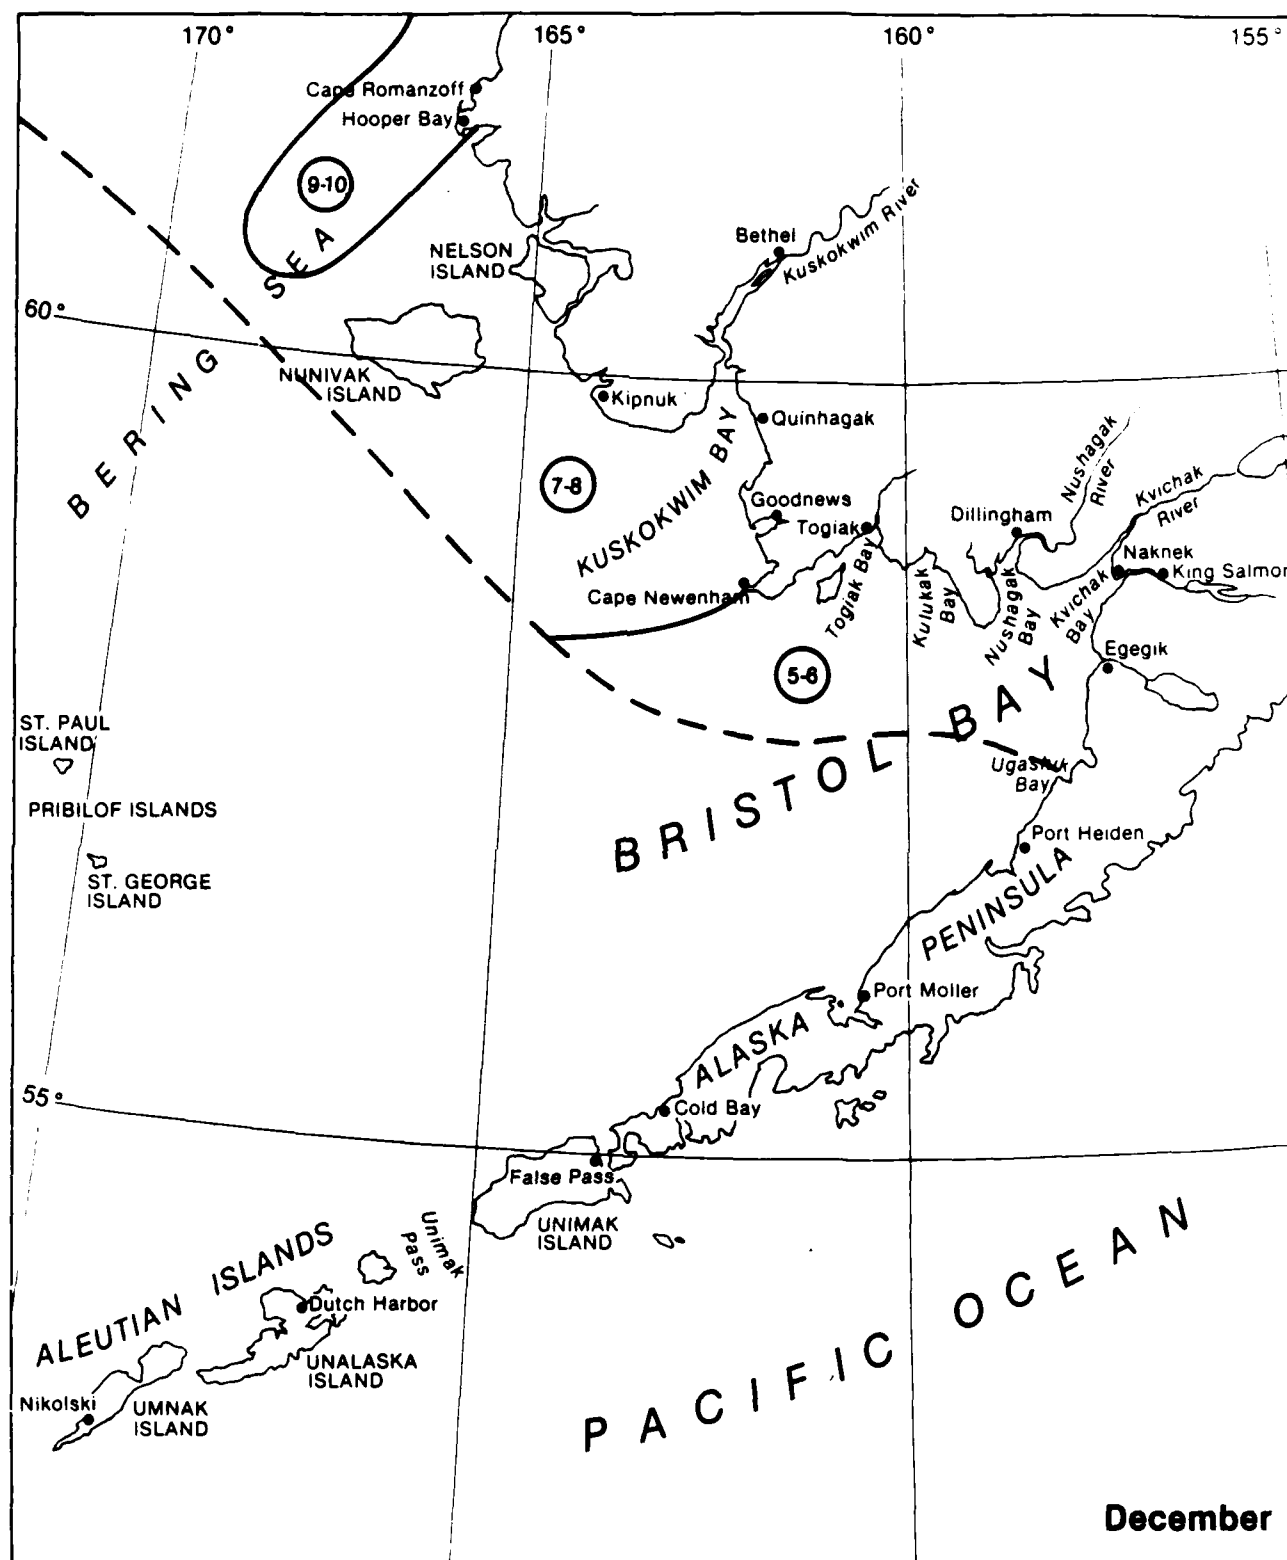 170°
165°
160°
155°
Cape Romanzoff
Hooper Bay
9-10
BERING SEA
NELSON
ISLAND
Bethel
Kuskokwim River
60°
NUNIVAK
ISLAND
Kipnuk
Quinhagak
KUSKOKWIM BAY
7-8
Goodnews
Togiak
Cape Newenham
Togiak Bay
Kulukak
Bay
Dillingham
Nushagak
River
Kvichak
River
Naknek
King Salmon
Nushagak
Bay
Kvichak
Bay
Egegik
5-6
BRISTOL BAY
Ugashik
Bay
ST. PAUL
ISLAND
PRIBILOF ISLANDS
ST. GEORGE
ISLAND
Port Heiden
ALASKA PENINSULA
Port Moller
55°
Cold Bay
False Pass
UNIMAK
ISLAND
Unimak
Pass
ALEUTIAN ISLANDS
Dutch Harbor
UNALASKA
ISLAND
Nikolski
UMNAK
ISLAND
PACIFIC OCEAN
December